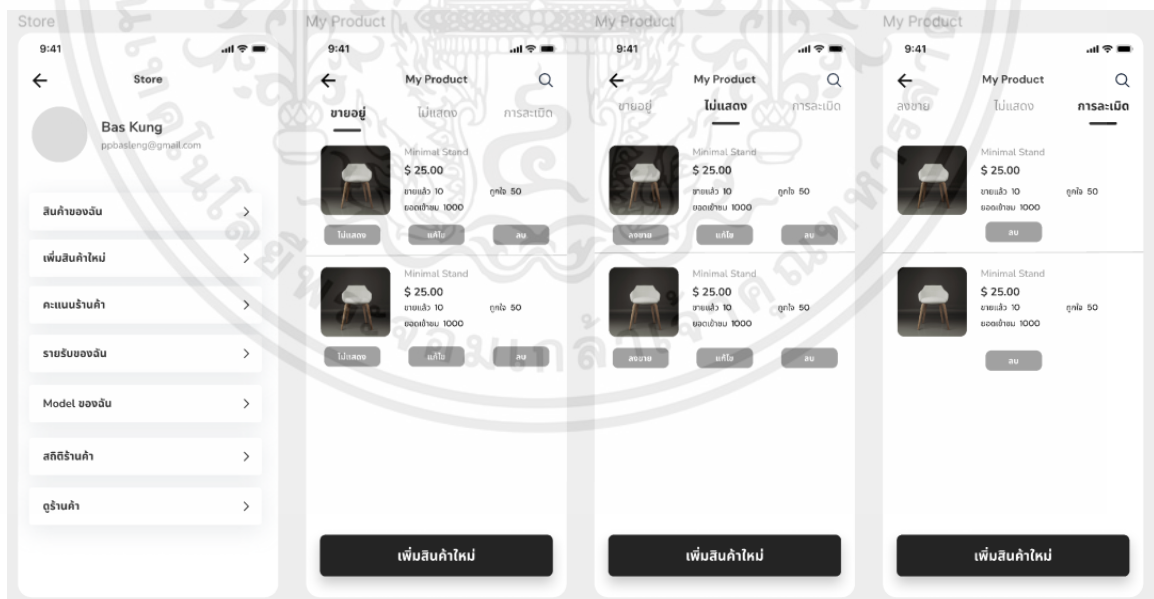 Store
9:41
Store
Bas Kung
ppbasleng@gmail.com
สินค้าของฉัน
เพิ่มสินค้าใหม่
คะแนนร้านค้า
รายรับของฉัน
Model ของฉัน
สถิติร้านค้า
ดูร้านค้า
My Product
9:41
My Product
ขายอยู่ ไม่แสดง การละเมิด
Minimal Stand
$ 25.00
ขายแล้ว 10 ถูกใจ 50
ยอดเข้าชม 1000
ไม่แสดง แก้ไข ลบ
Minimal Stand
$ 25.00
ขายแล้ว 10 ถูกใจ 50
ยอดเข้าชม 1000
ไม่แสดง แก้ไข ลบ
เพิ่มสินค้าใหม่
My Product
9:41
My Product
ขายอยู่ ไม่แสดง การละเมิด
Minimal Stand
$ 25.00
ขายแล้ว 10 ถูกใจ 50
ยอดเข้าชม 1000
ลงขาย แก้ไข ลบ
Minimal Stand
$ 25.00
ขายแล้ว 10 ถูกใจ 50
ยอดเข้าชม 1000
ลงขาย แก้ไข ลบ
เพิ่มสินค้าใหม่
My Product
9:41
My Product
ลงขาย ไม่แสดง การละเมิด
Minimal Stand
$ 25.00
ขายแล้ว 10 ถูกใจ 50
ยอดเข้าชม 1000
ลบ
Minimal Stand
$ 25.00
ขายแล้ว 10 ถูกใจ 50
ยอดเข้าชม 1000
ลบ
เพิ่มสินค้าใหม่